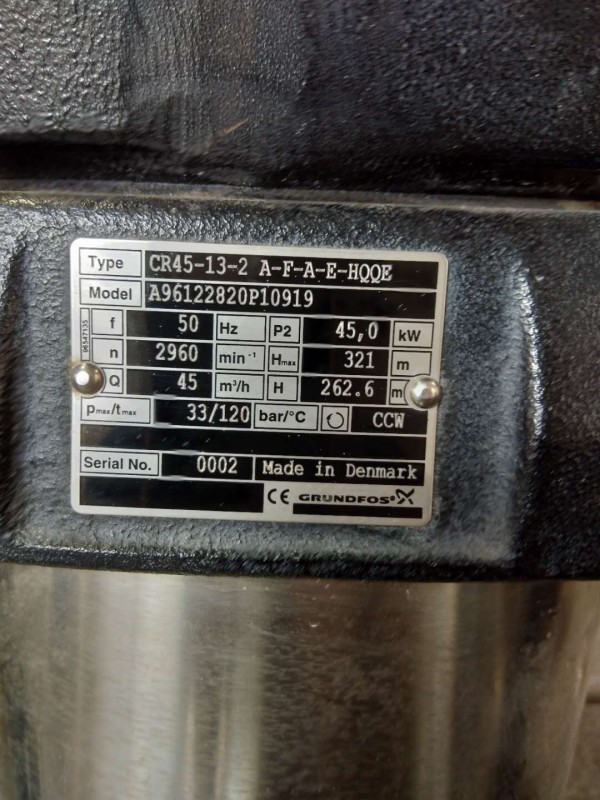 Type CR45-13-2 A-F-A-E-HQQE
Model A96122820P10919
96547135
f 50 Hz P2 45,0 kW
n 2960 min⁻¹ Hmax 321 m
Q 45 m³/h H 262.6 m
pmax/tmax 33/120 bar/°C CCW
Serial No. 0002 Made in Denmark
CE GRUNDFOS